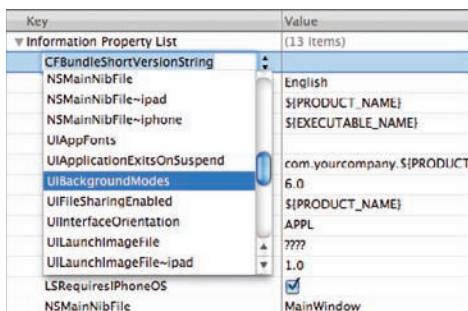 Key Value
Information Property List (13 items)
CFBundleShortVersionString
NSMainNibFile English
NSMainNibFile~ipad ${PRODUCT_NAME}
NSMainNibFile~iphone ${EXECUTABLE_NAME}
UIAppFonts
UIApplicationExitsOnSuspend com.yourcompany.${PRODUCT
UIBackgroundModes 6.0
UIFileSharingEnabled ${PRODUCT_NAME}
UIInterfaceOrientation APPL
UILaunchImageFile ????
UILaunchImageFile~ipad 1.0
LSRequiresIPhoneOS
NSMainNibFile MainWindow